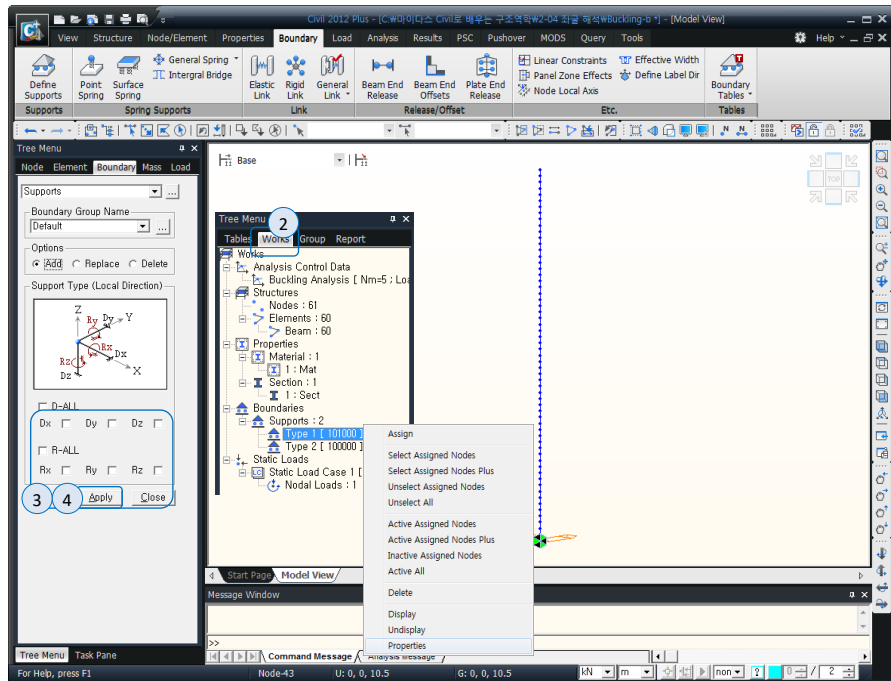 Civil 2012 Plus - [C:₩마이다스 Civil로 배우는 구조역학₩2-04 좌굴 해석₩Buckling-b *] - [Model View]
View Structure Node/Element Properties Boundary Load Analysis Results PSC Pushover MODS Query Tools Help
Define Supports
Point Spring
Surface Spring
General Spring
Intergral Bridge
Elastic Link
Rigid Link
General Link
Beam End Release
Beam End Offsets
Plate End Release
Linear Constraints
Panel Zone Effects
Node Local Axis
Effective Width
Define Label Dir
Boundary Tables
Supports Spring Supports Link Release/Offset Etc. Tables
Tree Menu
Node Element Boundary Mass Load
Supports
Boundary Group Name
Default
Options
Add Replace Delete
Support Type (Local Direction)
Z
Ry Dy Y
Rx Dx
Rz
Dz X
D-ALL
Dx Dy Dz
R-ALL
Rx Ry Rz
3 4 Apply Close
Tree Menu Task Pane
Base
TOP
Tree Menu
2
Tables Works Group Report
Works
Analysis Control Data
Buckling Analysis [ Nm=5 ; Loa
Structures
Nodes : 61
Elements : 60
Beam : 60
Properties
Material : 1
1 : Mat
Section : 1
1 : Sect
Boundaries
Supports : 2
Type 1 [ 101000 ]
Type 2 [ 100000 ]
Static Loads
Static Load Case 1 [
Nodal Loads : 1
Assign
Select Assigned Nodes
Select Assigned Nodes Plus
Unselect Assigned Nodes
Unselect All
Active Assigned Nodes
Active Assigned Nodes Plus
Inactive Assigned Nodes
Active All
Delete
Display
Undisplay
Properties
Start Page Model View
Message Window
>>
Command Message Analysis Message
For Help, press F1
Node-43
U: 0, 0, 10.5
G: 0, 0, 10.5
kN m non 0 / 2